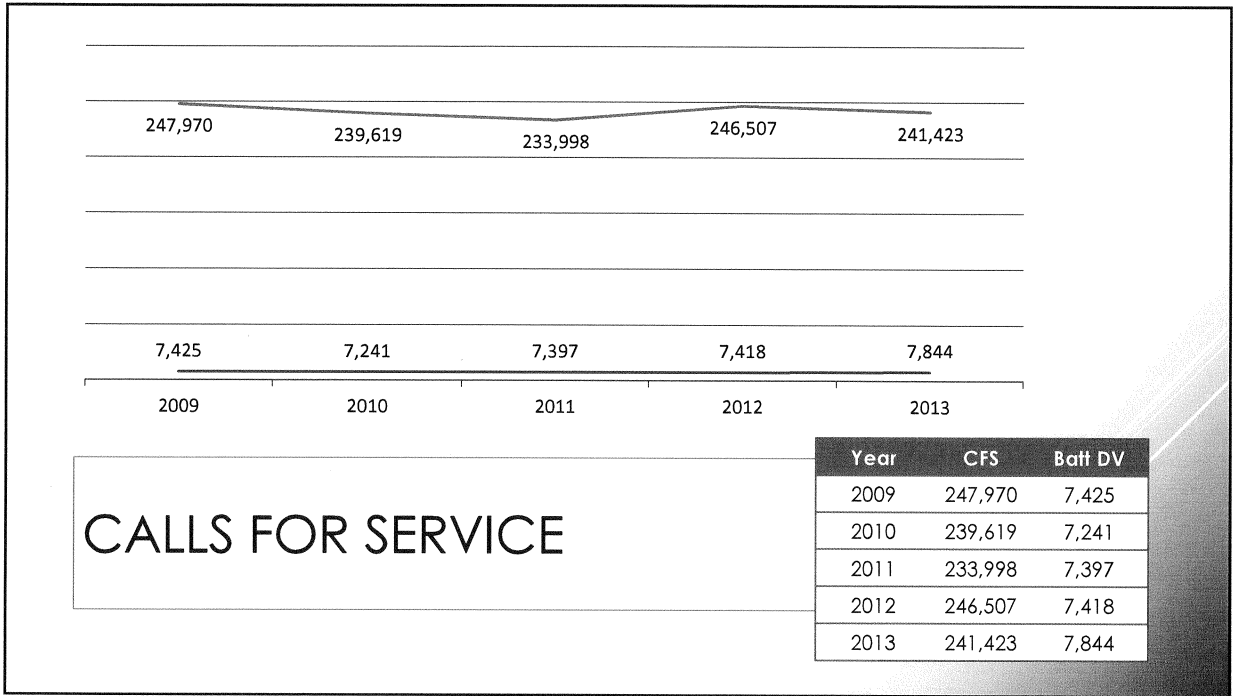 247,970 239,619 233,998 246,507 241,423
7,425 7,241 7,397 7,418 7,844
2009 2010 2011 2012 2013
CALLS FOR SERVICE
Year CFS Batt DV
2009 247,970 7,425
2010 239,619 7,241
2011 233,998 7,397
2012 246,507 7,418
2013 241,423 7,844